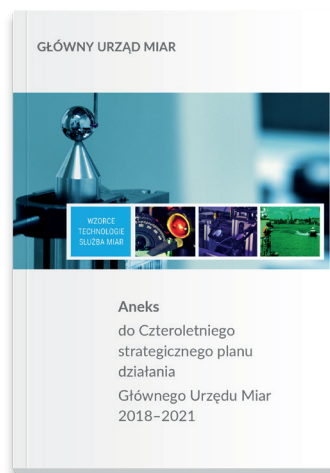 GŁÓWNY URZĄD MIAR
WZORCE
TECHNOLOGIE
SŁUŻBA MIAR
Aneks
do Czteroletniego
strategicznego planu
działania
Głównego Urzędu Miar
2018–2021